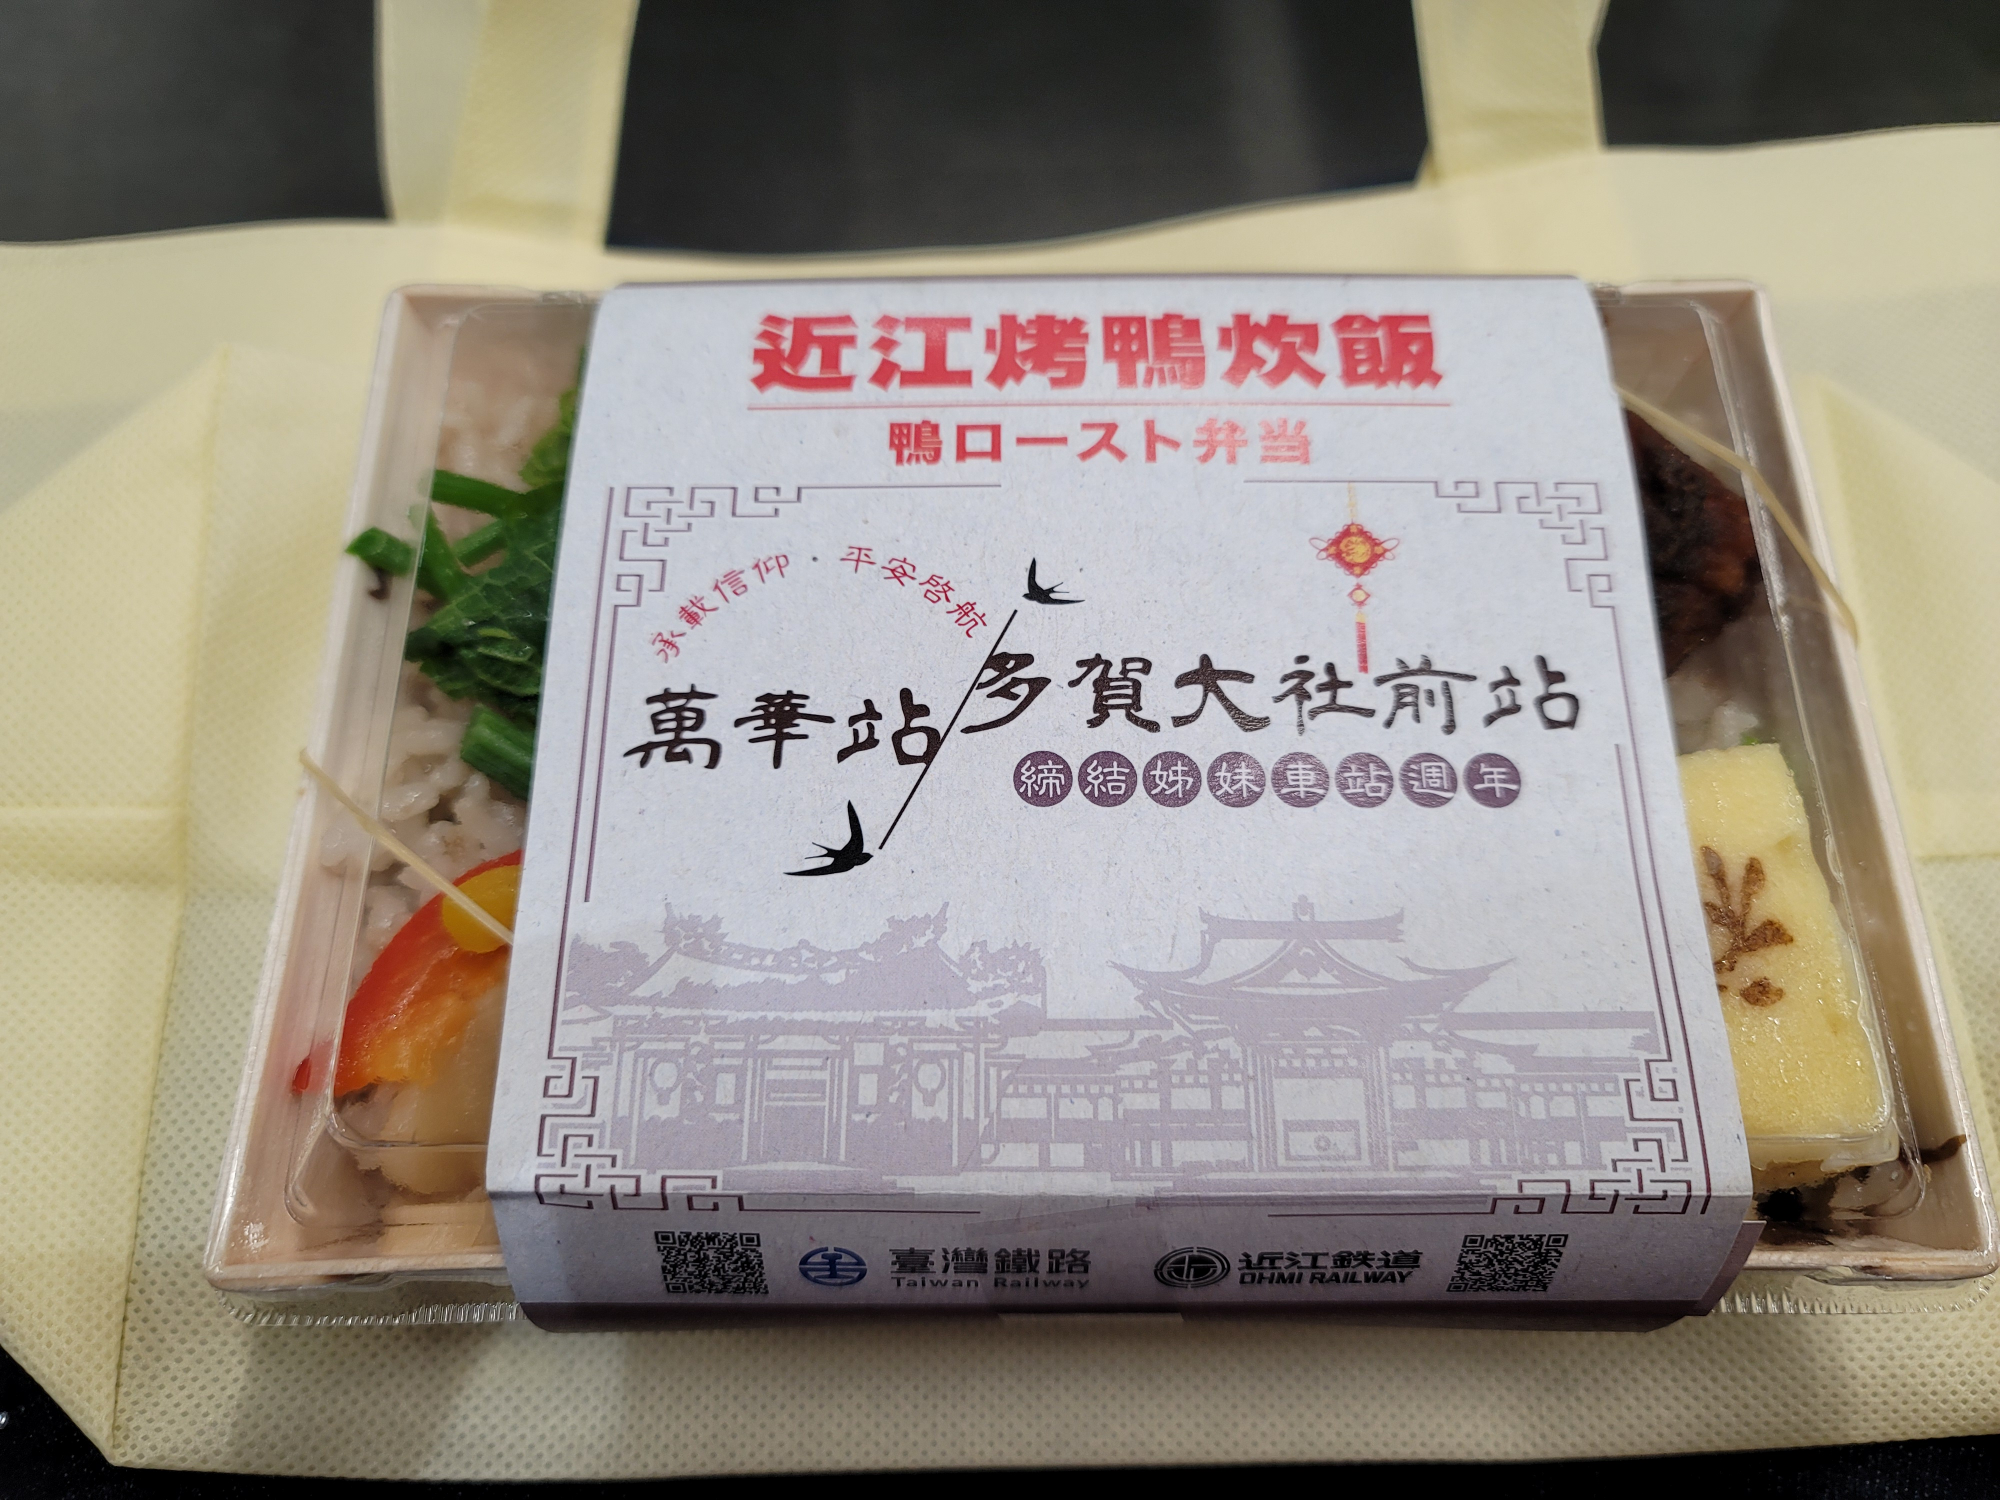 近江烤鴨炊飯
鴨ロースト弁当
承載信仰・平安啓航
萬華站
多賀大社前站
締結姊妹車站週年
臺灣鐵路
Taiwan Railway
近江鉄道
OHMI RAILWAY